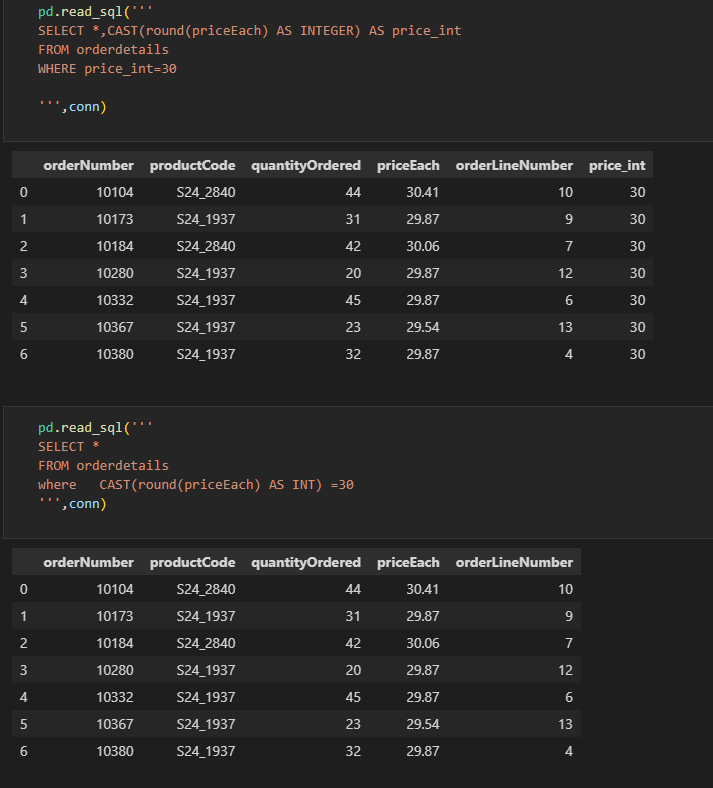 pd.read_sql('''
SELECT *,CAST(round(priceEach) AS INTEGER) AS price_int
FROM orderdetails
WHERE price_int=30
''',conn)
orderNumber productCode quantityOrdered priceEach orderLineNumber price_int
0 10104 S24_2840 44 30.41 10 30
1 10173 S24_1937 31 29.87 9 30
2 10184 S24_2840 42 30.06 7 30
3 10280 S24_1937 20 29.87 12 30
4 10332 S24_1937 45 29.87 6 30
5 10367 S24_1937 23 29.54 13 30
6 10380 S24_1937 32 29.87 4 30
pd.read_sql('''
SELECT *
FROM orderdetails
where   CAST(round(priceEach) AS INT) =30
''',conn)
orderNumber productCode quantityOrdered priceEach orderLineNumber
0 10104 S24_2840 44 30.41 10
1 10173 S24_1937 31 29.87 9
2 10184 S24_2840 42 30.06 7
3 10280 S24_1937 20 29.87 12
4 10332 S24_1937 45 29.87 6
5 10367 S24_1937 23 29.54 13
6 10380 S24_1937 32 29.87 4